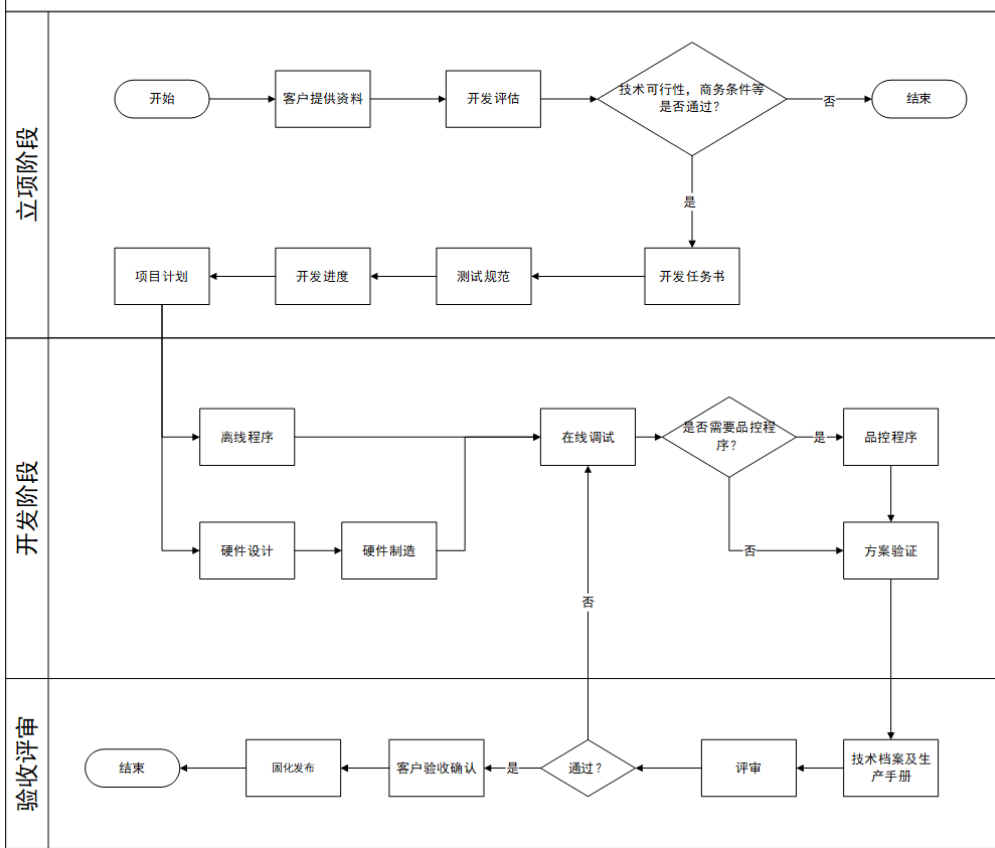 立项阶段
开始
客户提供资料
开发评估
技术可行性，商务条件等
是否通过？
否
结束
是
项目计划
开发进度
测试规范
开发任务书
开发阶段
离线程序
在线调试
是否需要品控程
序？
是
品控程序
硬件设计
硬件制造
否
方案验证
否
验收评审
结束
固化发布
客户验收确认
是
通过？
评审
技术档案及生
产手册